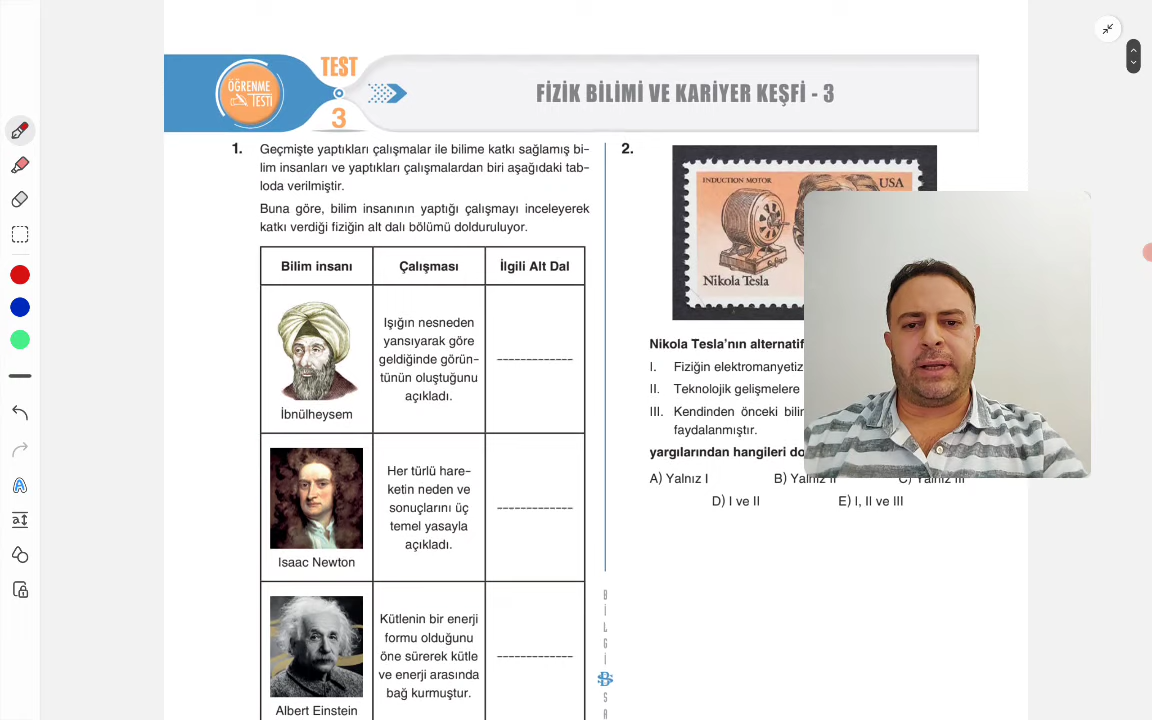 ÖĞRENME
TESTİ
TEST
3
FİZİK BİLİMİ VE KARİYER KEŞFİ - 3
1. Geçmişte yaptıkları çalışmalar ile bilime katkı sağlamış bi-
lim insanları ve yaptıkları çalışmalardan biri aşağıdaki tab-
loda verilmiştir.
Buna göre, bilim insanının yaptığı çalışmayı inceleyerek
katkı verdiği fiziğin alt dalı bölümü dolduruluyor.
Bilim insanı Çalışması İlgili Alt Dal
Işığın nesneden
yansıyarak göre
geldiğinde görün-
tünün oluştuğunu
açıkladı.
-------------
İbnülheysem
Her türlü hare-
ketin neden ve
sonuçlarını üç
temel yasayla
açıkladı.
-------------
Isaac Newton
Kütlenin bir enerji
formu olduğunu
öne sürerek kütle
ve enerji arasında
bağ kurmuştur.
-------------
Albert Einstein
B
İ
L
G
İ
S
A
2.
INDUCTION MOTOR
USA
Nikola Tesla
Nikola Tesla'nın alternatif
I. Fiziğin elektromanyetiz
II. Teknolojik gelişmelere
III. Kendinden önceki bilir
faydalanmıştır.
yargılarından hangileri do
A) Yalnız I B) Yalnız II C) Yalnız III
D) I ve II E) I, II ve III